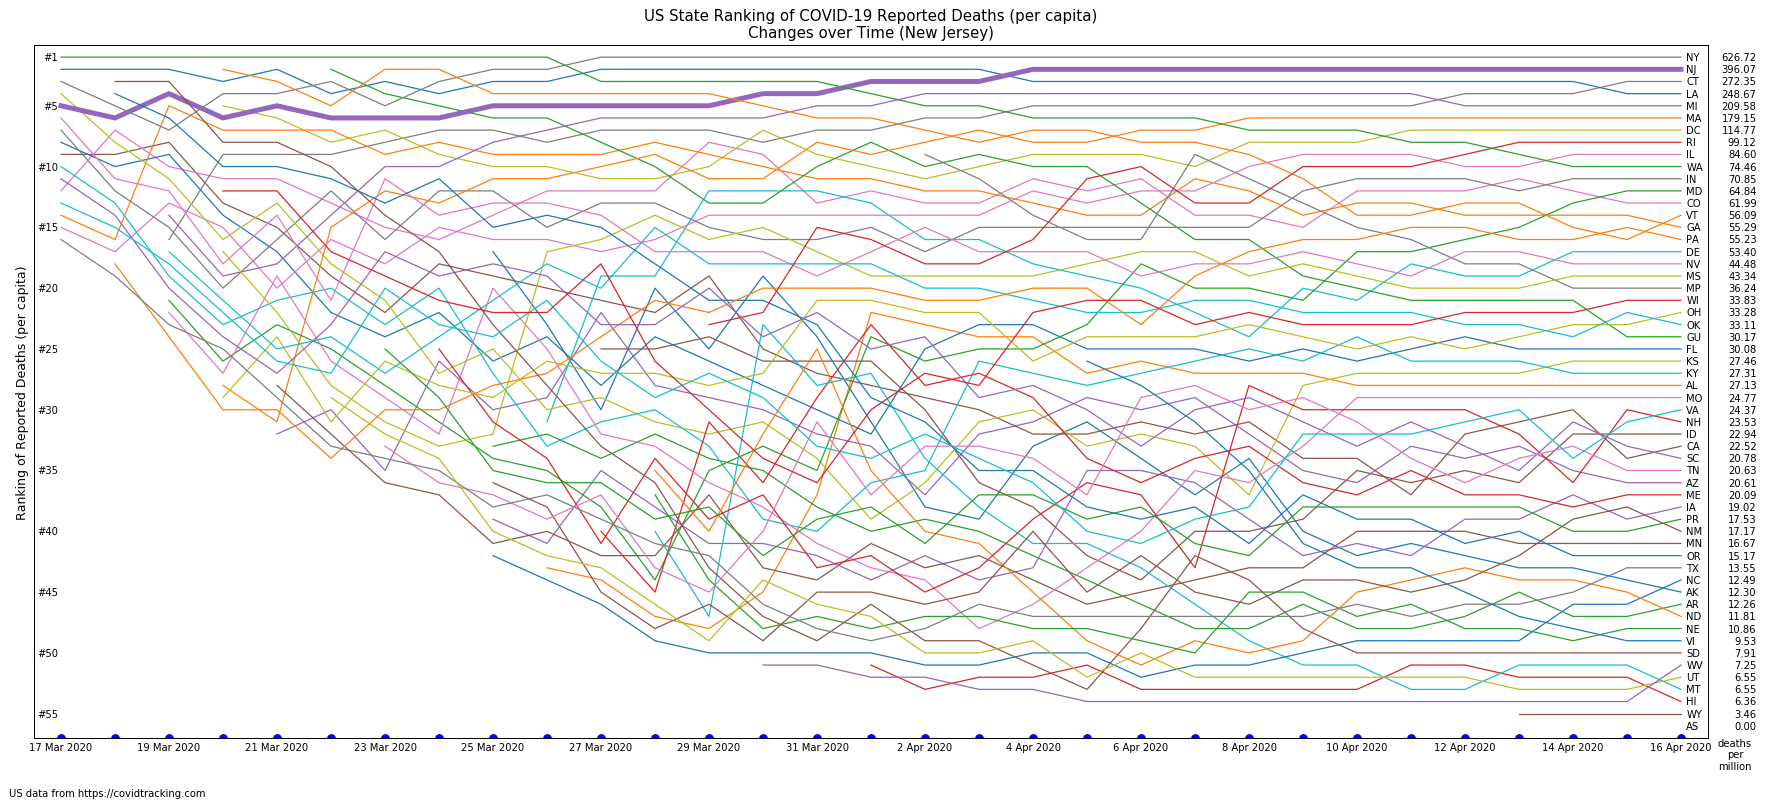 US State Ranking of COVID-19 Reported Deaths (per capita)
Changes over Time (New Jersey)
Ranking of Reported Deaths (per capita)
#1
#5
#10
#15
#20
#25
#30
#35
#40
#45
#50
#55
NY 626.72
NJ 396.07
CT 272.35
LA 248.67
MI 209.58
MA 179.15
DC 114.77
RI 99.12
IL 84.60
WA 74.46
IN 70.85
MD 64.84
CO 61.99
VT 56.09
GA 55.29
PA 55.23
DE 53.40
NV 44.48
MS 43.34
MP 36.24
WI 33.83
OH 33.28
OK 33.11
GU 30.17
FL 30.08
KS 27.46
KY 27.31
AL 27.13
MO 24.77
VA 24.37
NH 23.53
ID 22.94
CA 22.52
SC 20.78
TN 20.63
AZ 20.61
ME 20.09
IA 19.02
PR 17.53
NM 17.17
MN 16.67
OR 15.17
TX 13.55
NC 12.49
AK 12.30
AR 12.26
ND 11.81
NE 10.86
VI 9.53
SD 7.91
WV 7.25
UT 6.55
MT 6.55
HI 6.36
WY 3.46
AS 0.00
17 Mar 2020 19 Mar 2020 21 Mar 2020 23 Mar 2020 25 Mar 2020 27 Mar 2020 29 Mar 2020 31 Mar 2020 2 Apr 2020 4 Apr 2020 6 Apr 2020 8 Apr 2020 10 Apr 2020 12 Apr 2020 14 Apr 2020 16 Apr 2020
deaths
per
million
US data from https://covidtracking.com